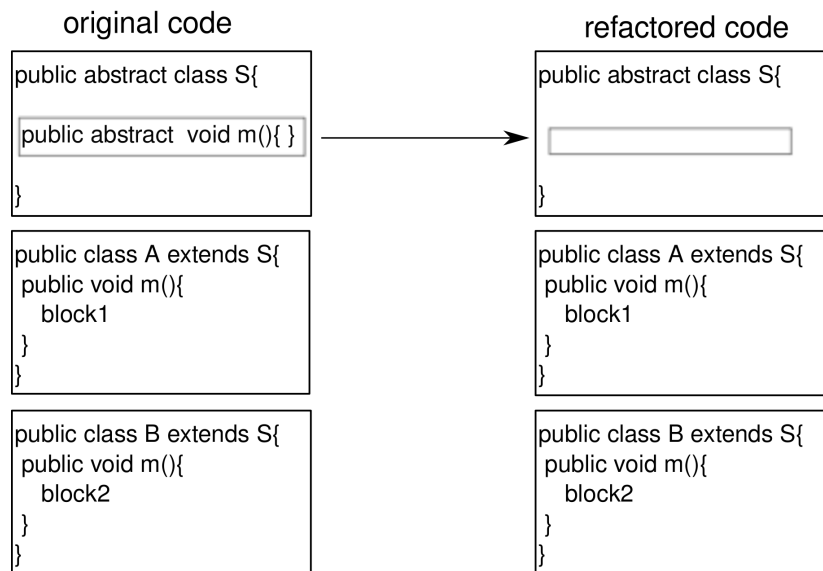 original code
public abstract class S{
public abstract  void m(){ }
}
public class A extends S{
public void m(){
block1
}
}
public class B extends S{
public void m(){
block2
}
}
refactored code
public abstract class S{
}
public class A extends S{
public void m(){
block1
}
}
public class B extends S{
public void m(){
block2
}
}